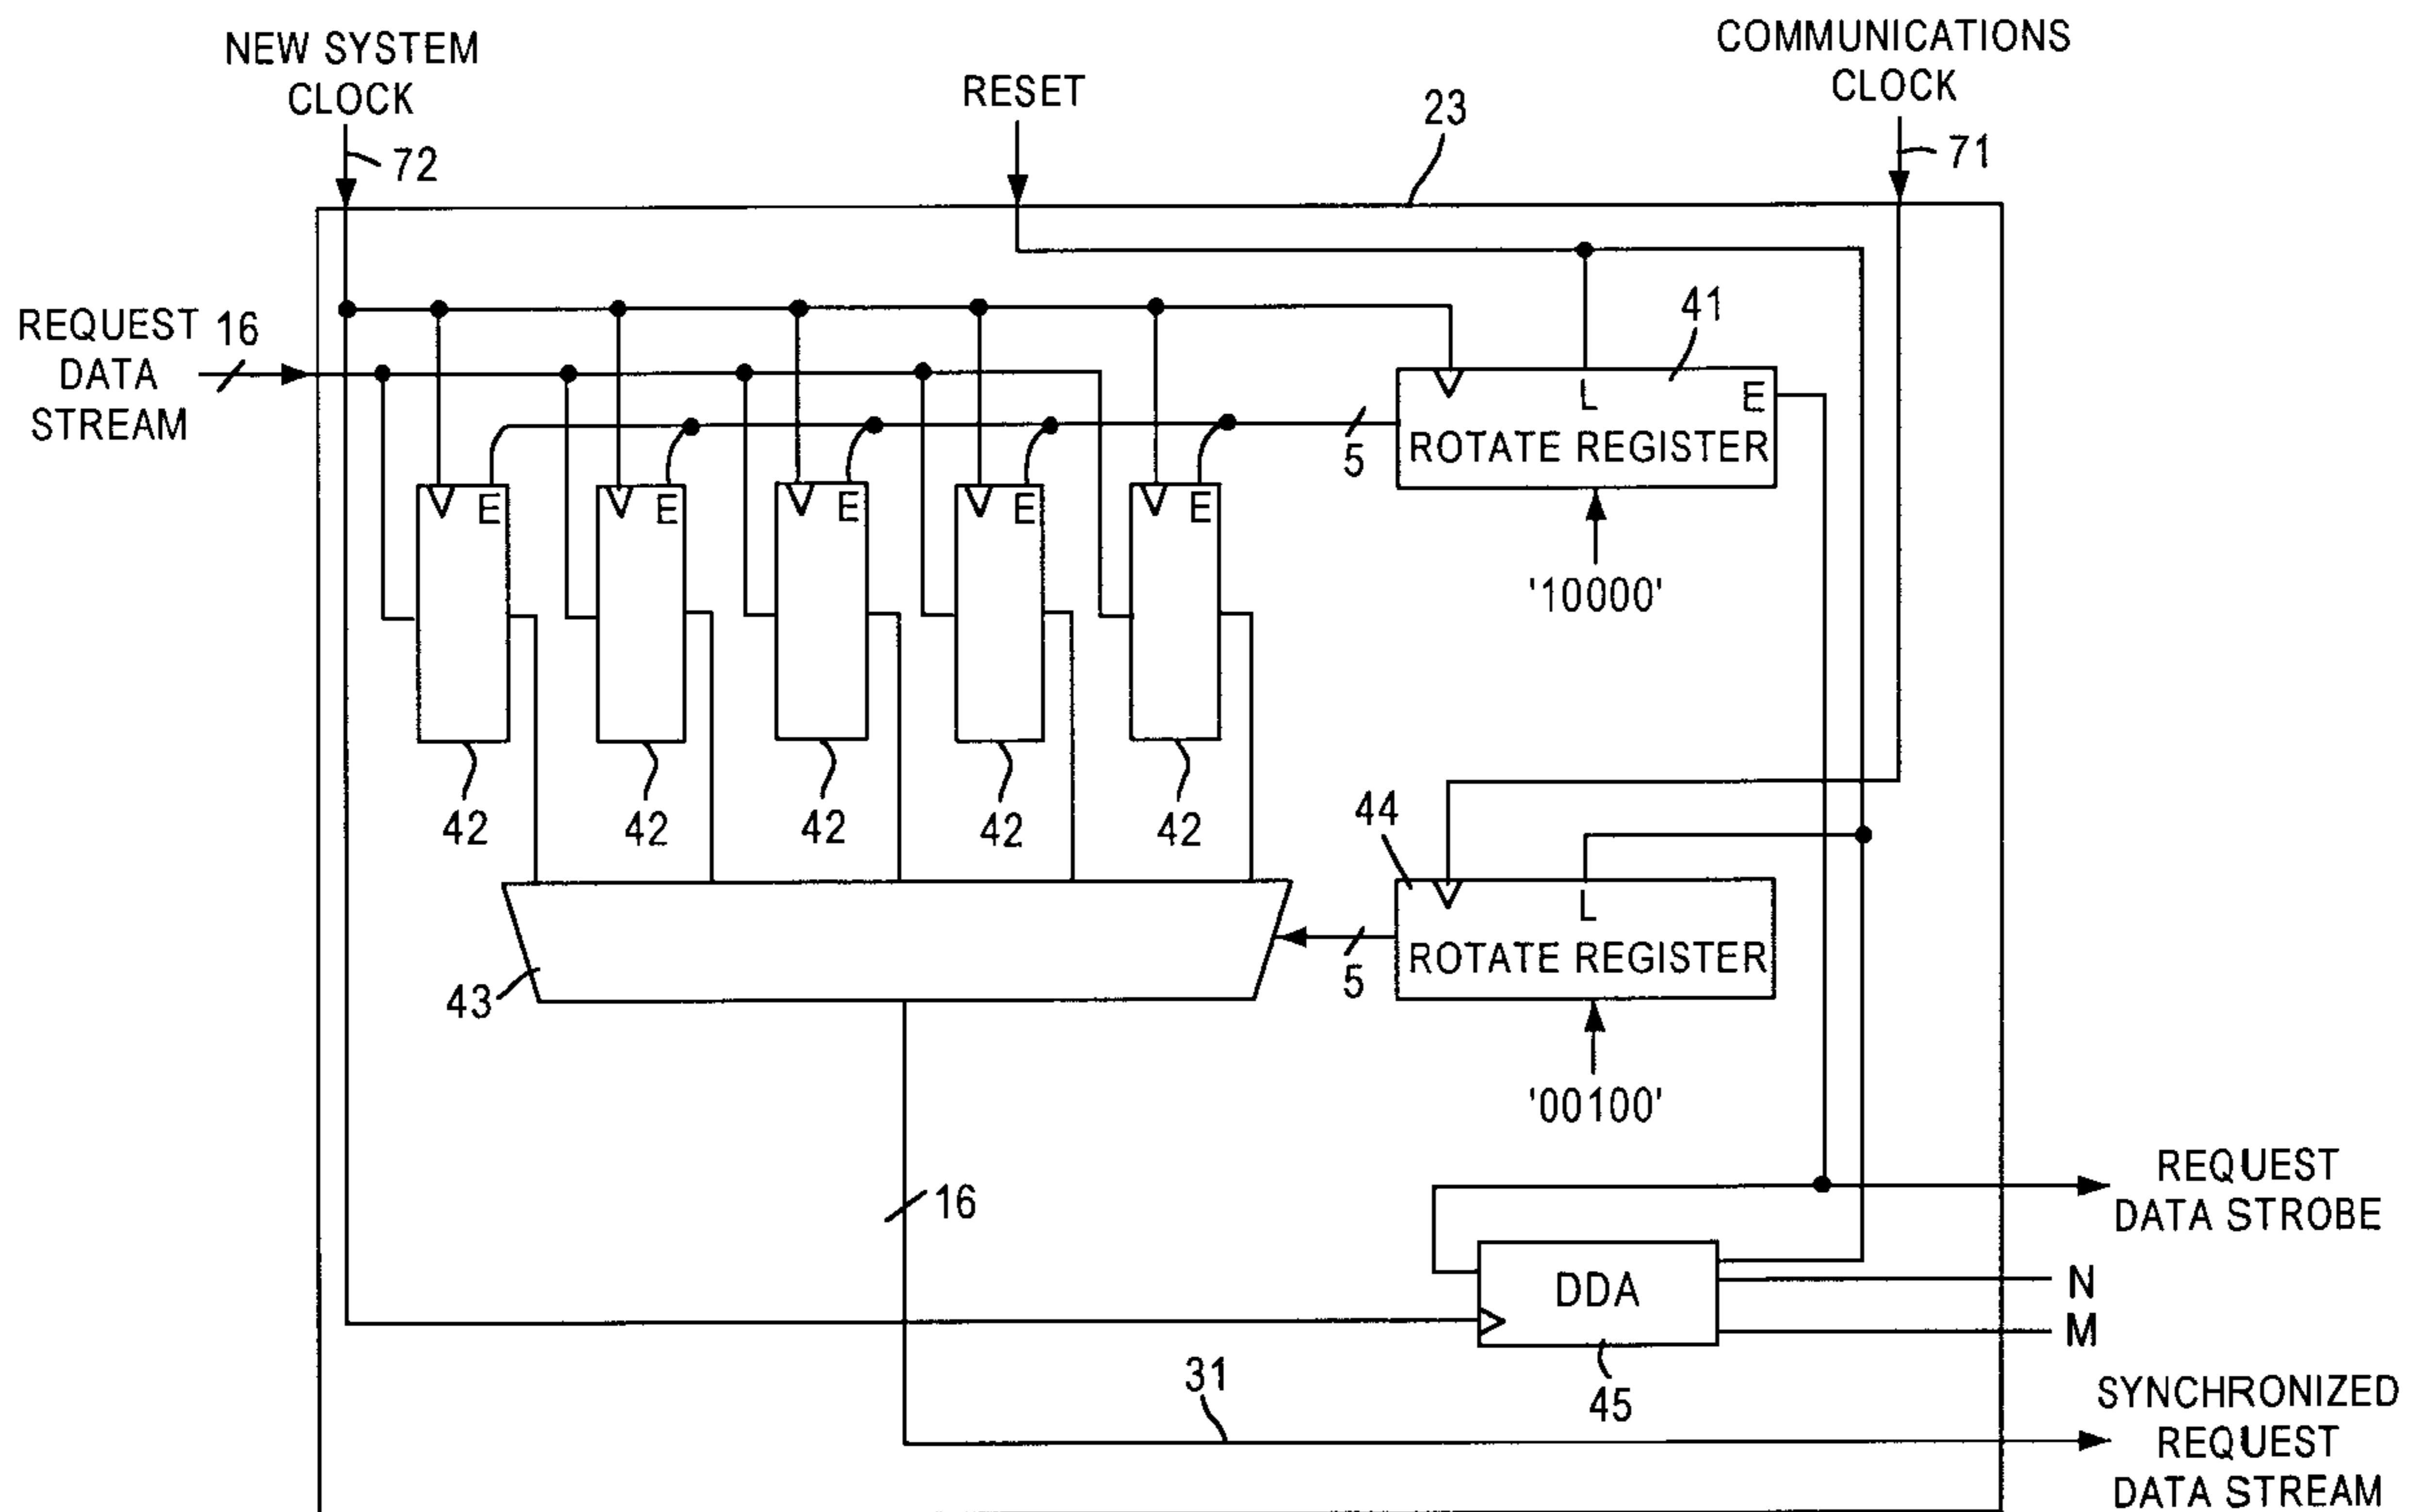 NEW SYSTEM
CLOCK
72
RESET
23
COMMUNICATIONS
CLOCK
71
REQUEST
DATA
STREAM
16
41
L
E
ROTATE REGISTER
5
'10000'
E
E
E
E
E
42
42
42
42
42
44
L
ROTATE REGISTER
5
'00100'
43
16
REQUEST
DATA STROBE
DDA
N
M
45
31
SYNCHRONIZED
REQUEST
DATA STREAM